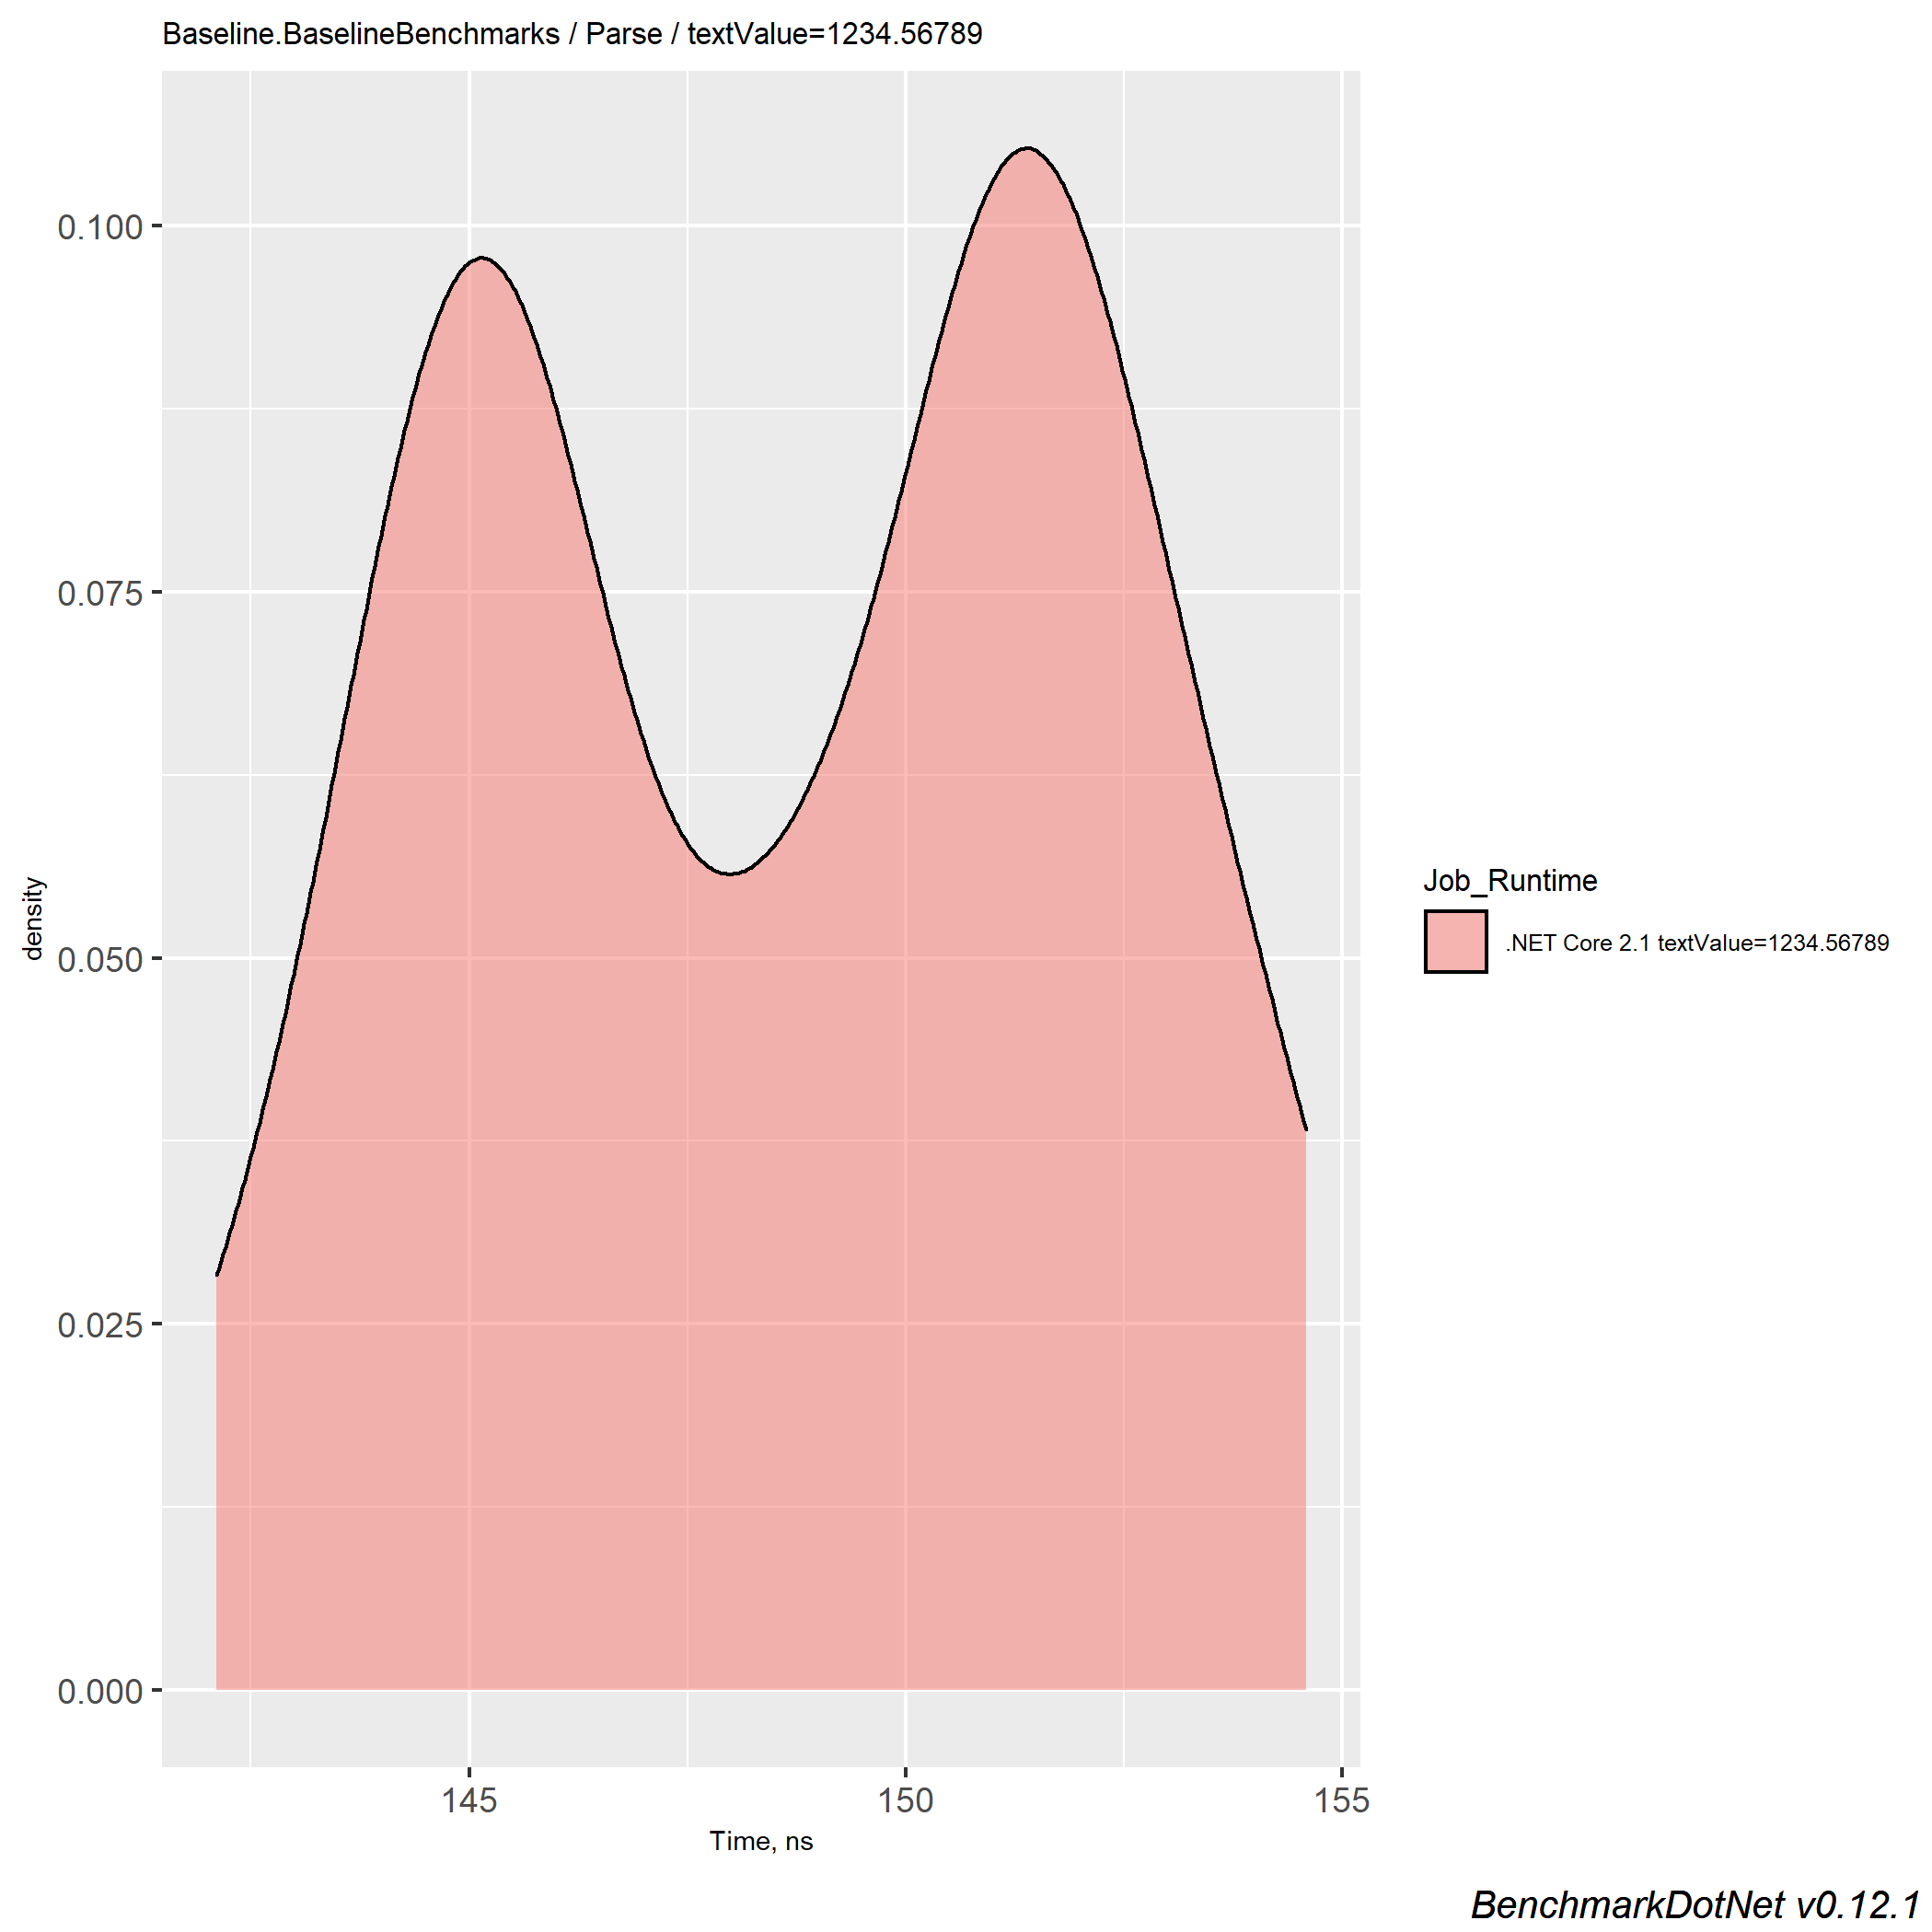 Baseline.BaselineBenchmarks / Parse / textValue=1234.56789
0.100
0.075
0.050
0.025
0.000
density
145 150 155
Time, ns
Job_Runtime
.NET Core 2.1 textValue=1234.56789
BenchmarkDotNet v0.12.1